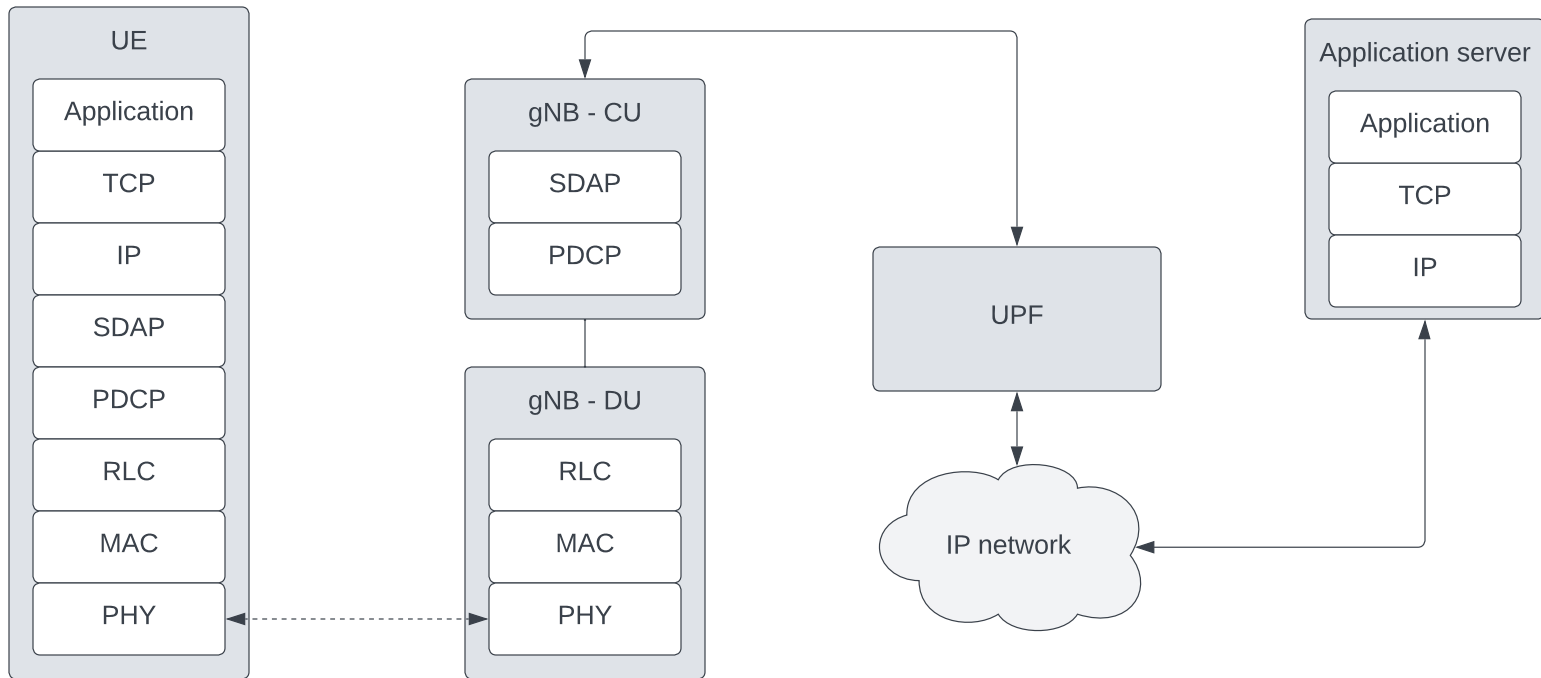 UE
Application
TCP
IP
SDAP
PDCP
RLC
MAC
PHY
gNB - CU
SDAP
PDCP
gNB - DU
RLC
MAC
PHY
UPF
IP network
Application server
Application
TCP
IP